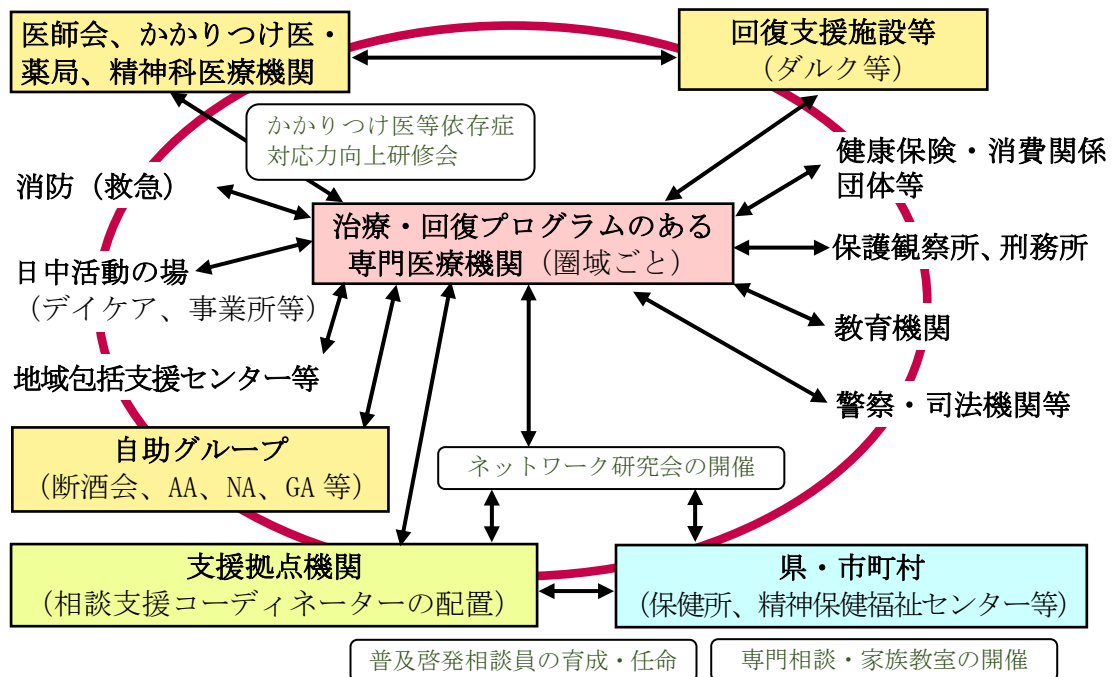 医師会、かかりつけ医・
薬局、精神科医療機関
回復支援施設等
（ダルク等）
かかりつけ医等依存症
対応力向上研修会
健康保険・消費関係
団体等
消防（救急）
治療・回復プログラムのある
専門医療機関（圏域ごと）
保護観察所、刑務所
日中活動の場
（デイケア、事業所等）
教育機関
地域包括支援センター等
警察・司法機関等
自助グループ
（断酒会、AA、NA、GA等）
ネットワーク研究会の開催
支援拠点機関
（相談支援コーディネーターの配置）
県・市町村
（保健所、精神保健福祉センター等）
普及啓発相談員の育成・任命
専門相談・家族教室の開催